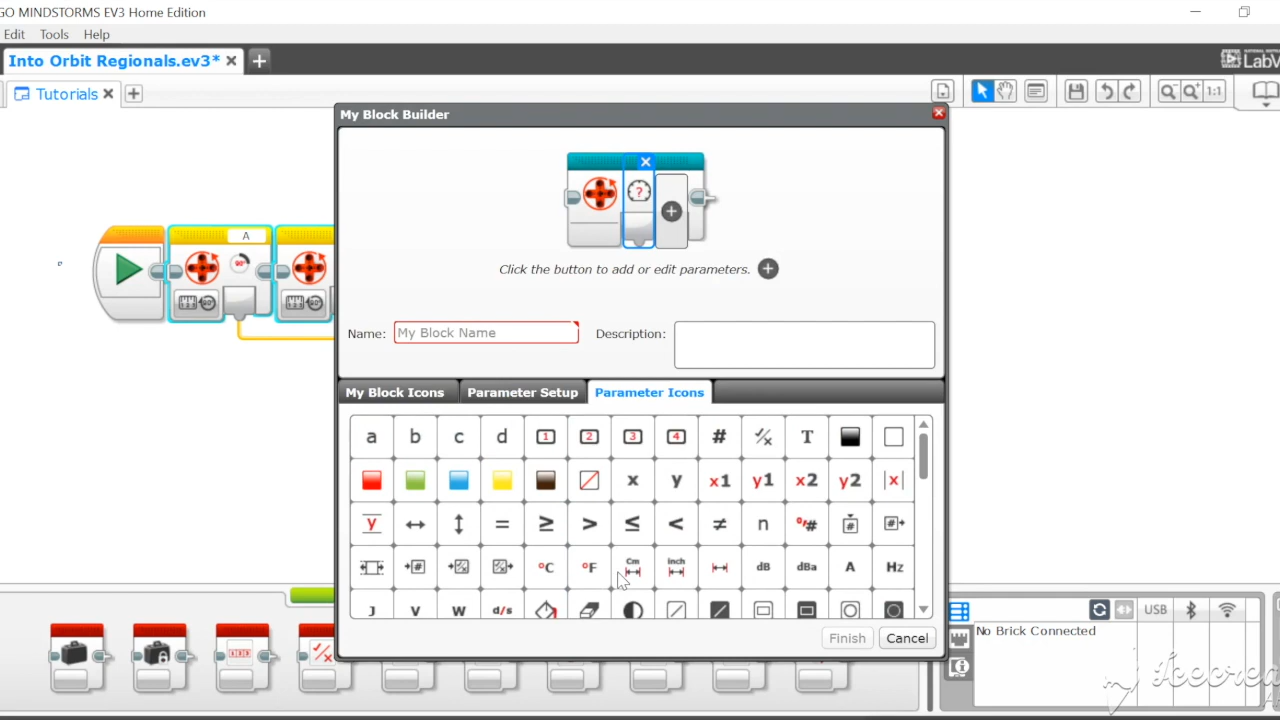 GO MINDSTORMS EV3 Home Edition
Edit Tools Help
Into Orbit Regionals.ev3*
LabV
Tutorials
1:1
My Block Builder
?
Click the button to add or edit parameters.
A
Name: My Block Name Description:
My Block Icons Parameter Setup Parameter Icons
a b c d 1 2 3 4 # T
x y x1 y1 x2 y2 |x|
y = ≥ > ≤ < ≠ n #
°C °F Cm Inch dB dBa A Hz
J V W d/s
Finish Cancel
USB
No Brick Connected